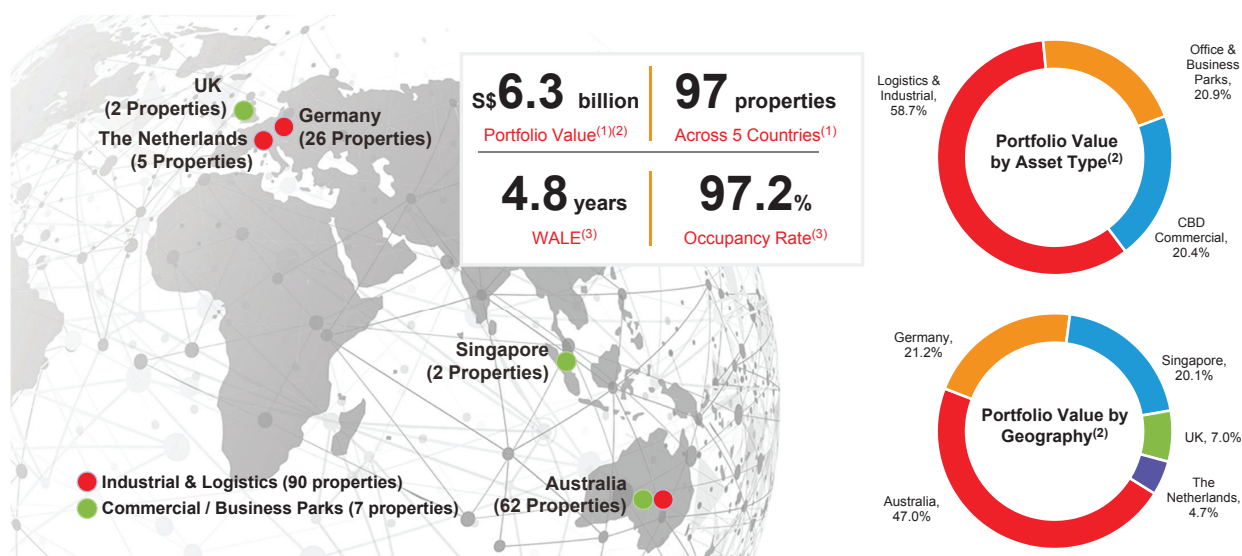 UK
(2 Properties)
Germany
(26 Properties)
The Netherlands
(5 Properties)
S$6.3 billion
Portfolio Value(1)(2)
97 properties
Across 5 Countries(1)
4.8 years
WALE(3)
97.2%
Occupancy Rate(3)
Singapore
(2 Properties)
Australia
(62 Properties)
Industrial & Logistics (90 properties)
Commercial / Business Parks (7 properties)
Logistics &
Industrial,
58.7%
Office &
Business
Parks,
20.9%
Portfolio Value
by Asset Type(2)
CBD
Commercial,
20.4%
Germany,
21.2%
Singapore,
20.1%
Portfolio Value by
Geography(2)
UK, 7.0%
The
Netherlands,
4.7%
Australia,
47.0%